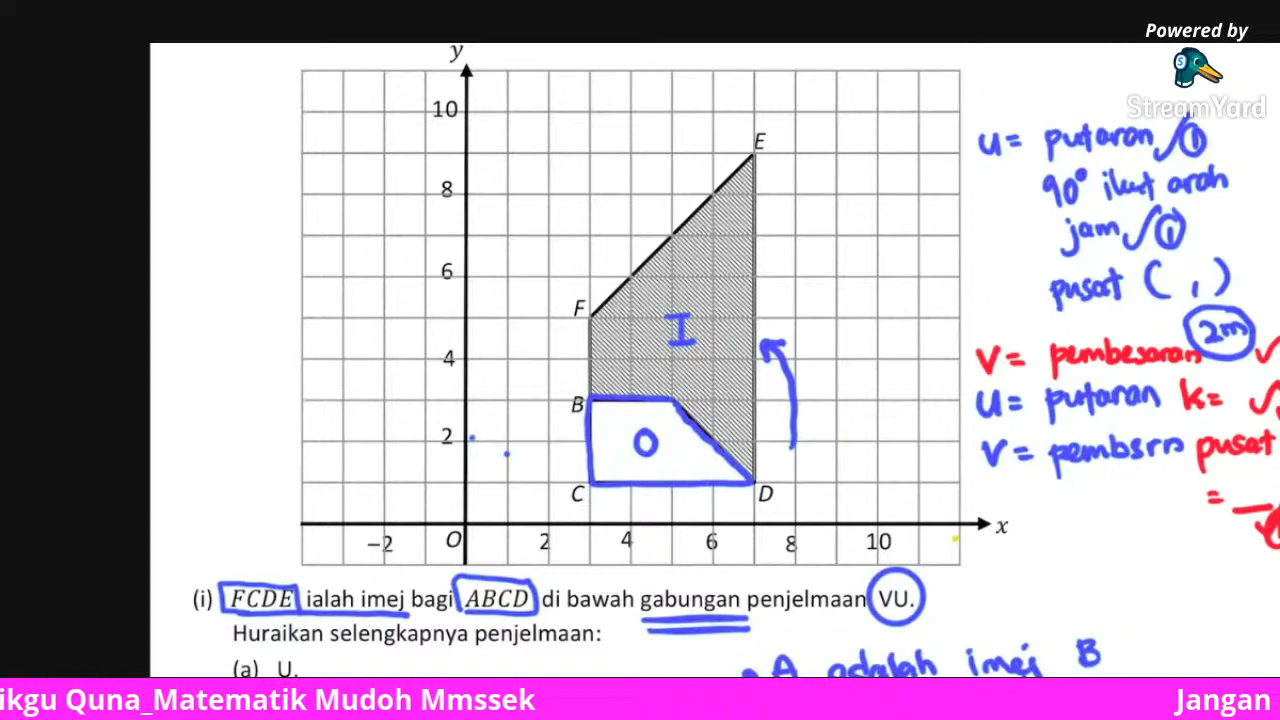 Powered by
StreamYard
y
10
8
6
4
2
E
F
I
B
O
C
D
x
−2
O
2
4
6
8
10
u = putaran √①
90° ikut arah
jam √①
pusat ( , )
2m
V = pembesaran √
u = putaran k =
V = pembsrn pusat
=
(i) FCDE ialah imej bagi ABCD di bawah gabungan penjelmaan VU.
Huraikan selengkapnya penjelmaan:
(a) U.
A adalah imej B
ikgu Quna_Matematik Mudoh Mmssek
Jangan